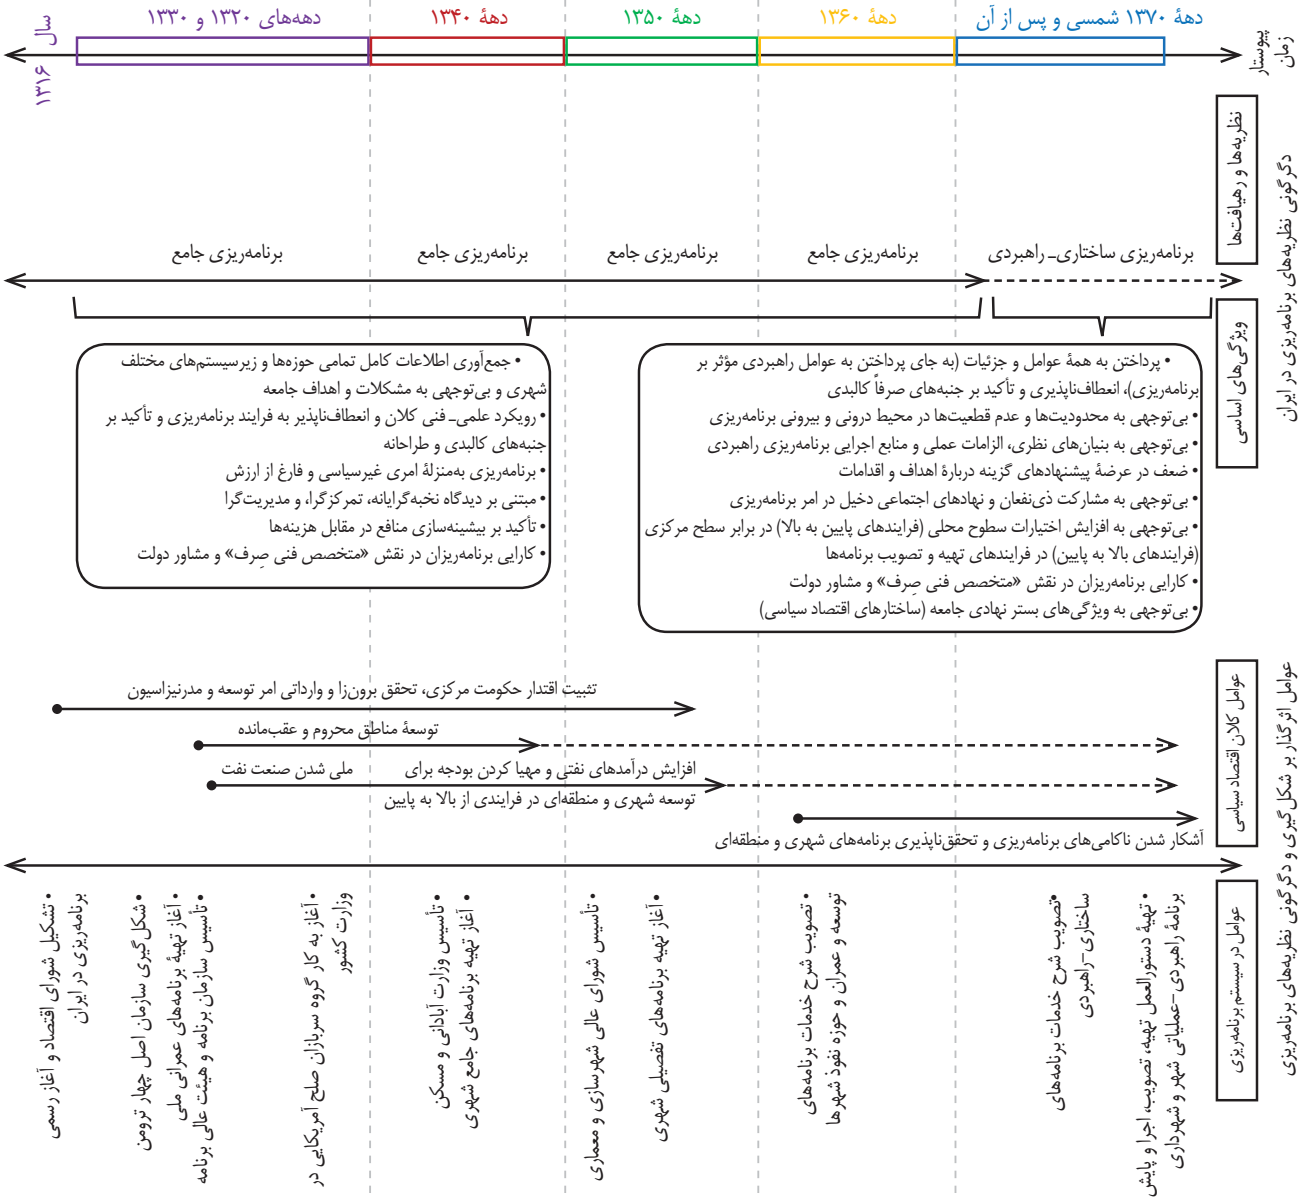 پیوستار
زمان
سال
۱۳۱۶
دهه‌های ۱۳۲۰ و ۱۳۳۰
دههٔ ۱۳۴۰
دههٔ ۱۳۵۰
دههٔ ۱۳۶۰
دههٔ ۱۳۷۰ شمسی و پس از آن
دگرگونی نظریه‌های برنامه‌ریزی در ایران
نظریه‌ها و رهیافت‌ها
برنامه‌ریزی جامع
برنامه‌ریزی جامع
برنامه‌ریزی جامع
برنامه‌ریزی جامع
برنامه‌ریزی ساختاری_ راهبردی
ویژگی‌های اساسی
• جمع‌آوری اطلاعات کامل تمامی حوزه‌ها و زیرسیستم‌های مختلف
شهری و بی‌توجهی به مشکلات و اهداف جامعه
• رویکرد علمی_ فنی کلان و انعطاف‌ناپذیر به فرایند برنامه‌ریزی و تأکید بر
جنبه‌های کالبدی و طراحانه
• برنامه‌ریزی به‌منزلهٔ امری غیرسیاسی و فارغ از ارزش
• مبتنی بر دیدگاه نخبه‌گرایانه، تمرکزگرا، و مدیریت‌گرا
• تأکید بر بیشینه‌سازی منافع در مقابل هزینه‌ها
• کارایی برنامه‌ریزان در نقش «متخصص فنی صِرف» و مشاور دولت
• پرداختن به همهٔ عوامل و جزئیات (به جای پرداختن به عوامل راهبردی مؤثر بر
برنامه‌ریزی)، انعطاف‌ناپذیری و تأکید بر جنبه‌های صرفاً کالبدی
• بی‌توجهی به محدودیت‌ها و عدم قطعیت‌ها در محیط درونی و بیرونی برنامه‌ریزی
• بی‌توجهی به بنیان‌های نظری، الزامات عملی و منابع اجرایی برنامه‌ریزی راهبردی
• ضعف در عرضهٔ پیشنهادهای گزینه دربارهٔ اهداف و اقدامات
• بی‌توجهی به مشارکت ذی‌نفعان و نهادهای اجتماعی دخیل در امر برنامه‌ریزی
• بی‌توجهی به افزایش اختیارات سطوح محلی (فرایندهای پایین به بالا) در برابر سطح مرکزی
(فرایندهای بالا به پایین) در فرایندهای تهیه و تصویب برنامه‌ها
• کارایی برنامه‌ریزان در نقش «متخصص فنی صِرف» و مشاور دولت
• بی‌توجهی به ویژگی‌های بستر نهادی جامعه (ساختارهای اقتصاد سیاسی)
عوامل اثرگذار بر شکل‌گیری و دگرگونی نظریه‌های برنامه‌ریزی
عوامل کلان اقتصاد سیاسی
تثبیت اقتدار حکومت مرکزی، تحقق برون‌زا و وارداتی امر توسعه و مدرنیزاسیون
توسعهٔ مناطق محروم و عقب‌مانده
ملی شدن صنعت نفت
افزایش درآمدهای نفتی و مهیا کردن بودجه برای
توسعه شهری و منطقه‌ای در فرایندی از بالا به پایین
آشکار شدن ناکامی‌های برنامه‌ریزی و تحقق‌ناپذیری برنامه‌های شهری و منطقه‌ای
عوامل در سیستم برنامه‌ریزی
• تشکیل شورای اقتصاد و آغاز رسمی
برنامه‌ریزی در ایران
• شکل‌گیری سازمان اصل چهار ترومن
• آغاز تهیهٔ برنامه‌های عمرانی ملی
• تأسیس سازمان برنامه و هیئت عالی برنامه
• آغاز به کار گروه سربازان صلح آمریکایی در
وزارت کشور
• تأسیس وزارت آبادانی و مسکن
• آغاز تهیه برنامه‌های جامع شهری
• تأسیس شورای عالی شهرسازی و معماری
• آغاز تهیه برنامه‌های تفصیلی شهری
• تصویب شرح خدمات برنامه‌های
توسعه و عمران و حوزه نفوذ شهرها
•تصویب شرح خدمات برنامه‌های
ساختاری-راهبردی
• تهیهٔ دستورالعمل تهیه، تصویب، اجرا و پایش
برنامهٔ راهبردی-عملیاتی شهر و شهرداری